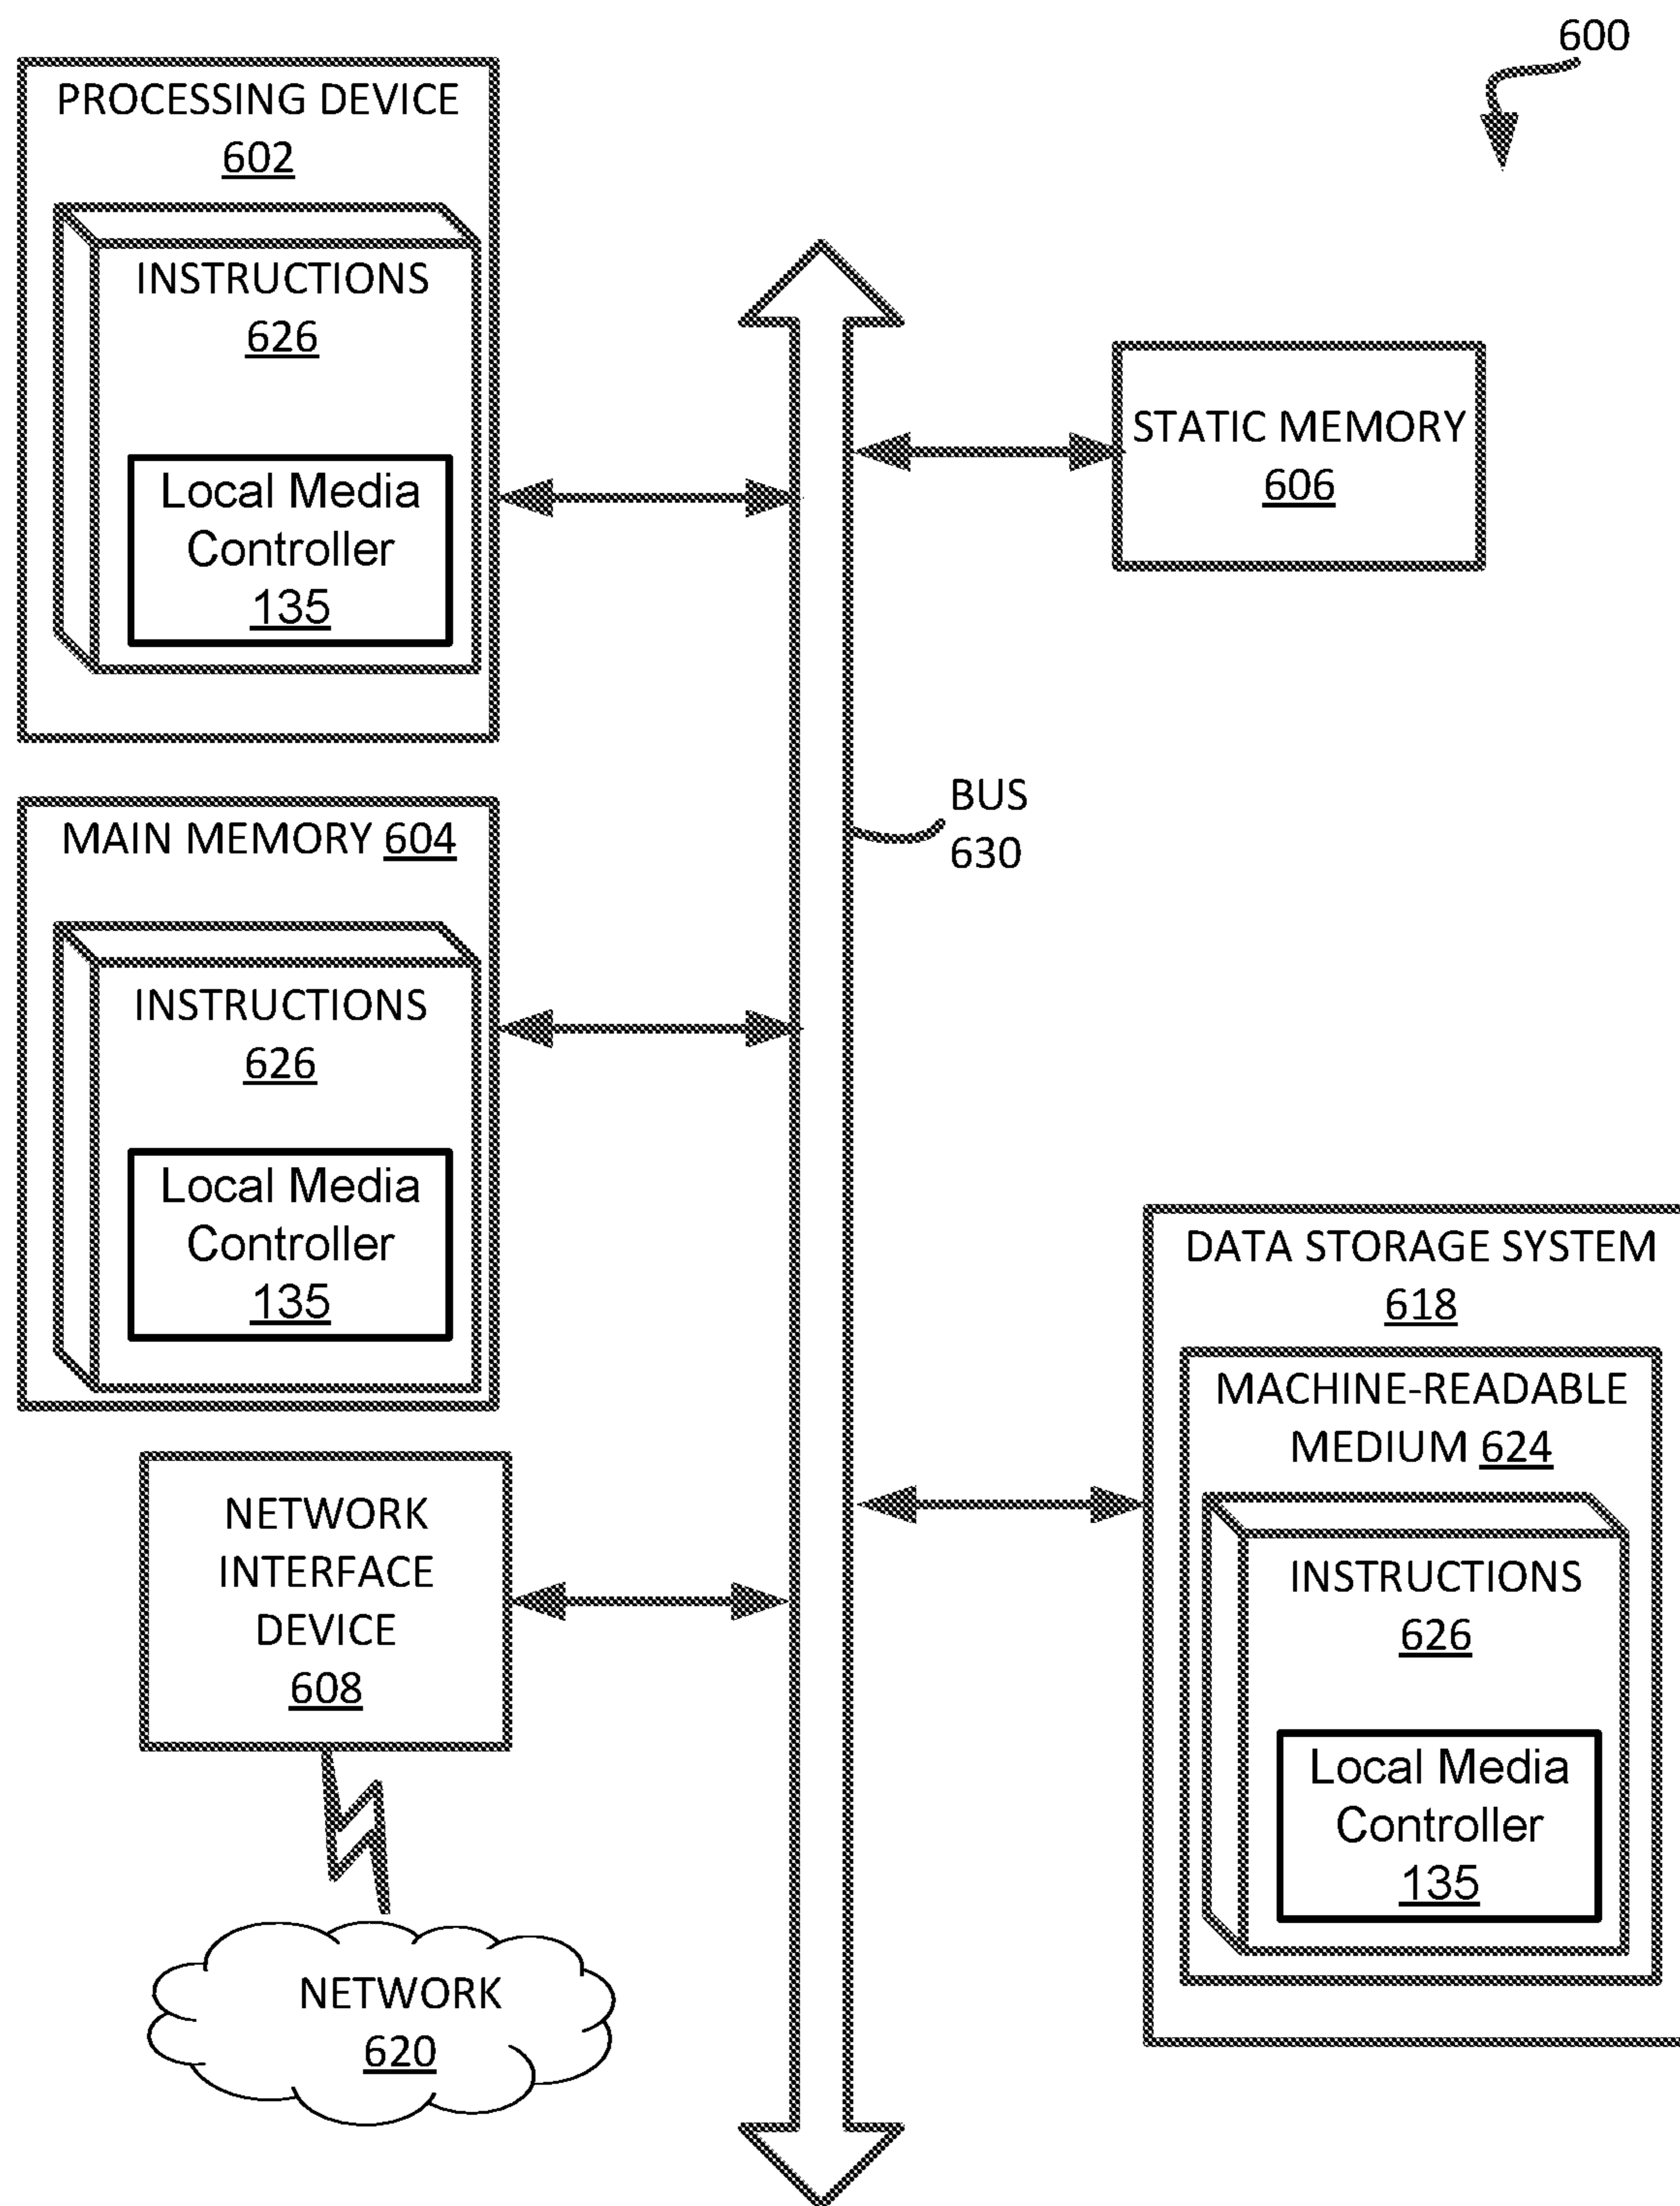 600
PROCESSING DEVICE
602
INSTRUCTIONS
626
Local Media
Controller
135
STATIC MEMORY
606
BUS
630
MAIN MEMORY 604
INSTRUCTIONS
626
Local Media
Controller
135
DATA STORAGE SYSTEM
618
MACHINE-READABLE
MEDIUM 624
INSTRUCTIONS
626
Local Media
Controller
135
NETWORK
INTERFACE
DEVICE
608
NETWORK
620